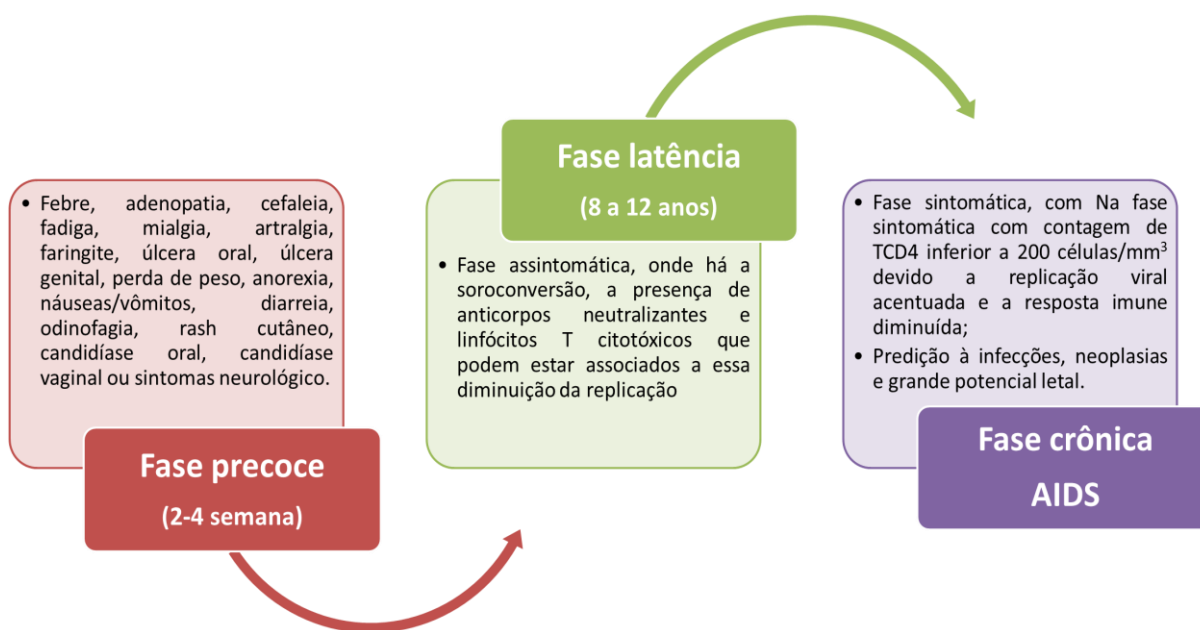 • Febre, adenopatia, cefaleia,
fadiga, mialgia, artralgia,
faringite, úlcera oral, úlcera
genital, perda de peso, anorexia,
náuseas/vômitos, diarreia,
odinofagia, rash cutâneo,
candidíase oral, candidíase
vaginal ou sintomas neurológico.
Fase precoce
(2-4 semana)
Fase latência
(8 a 12 anos)
• Fase assintomática, onde há a
soroconversão, a presença de
anticorpos neutralizantes e
linfócitos T citotóxicos que
podem estar associados a essa
diminuição da replicação
• Fase sintomática, com Na fase
sintomática com contagem de
TCD4 inferior a 200 células/mm³
devido a replicação viral
acentuada e a resposta imune
diminuída;
• Predição à infecções, neoplasias
e grande potencial letal.
Fase crônica
AIDS